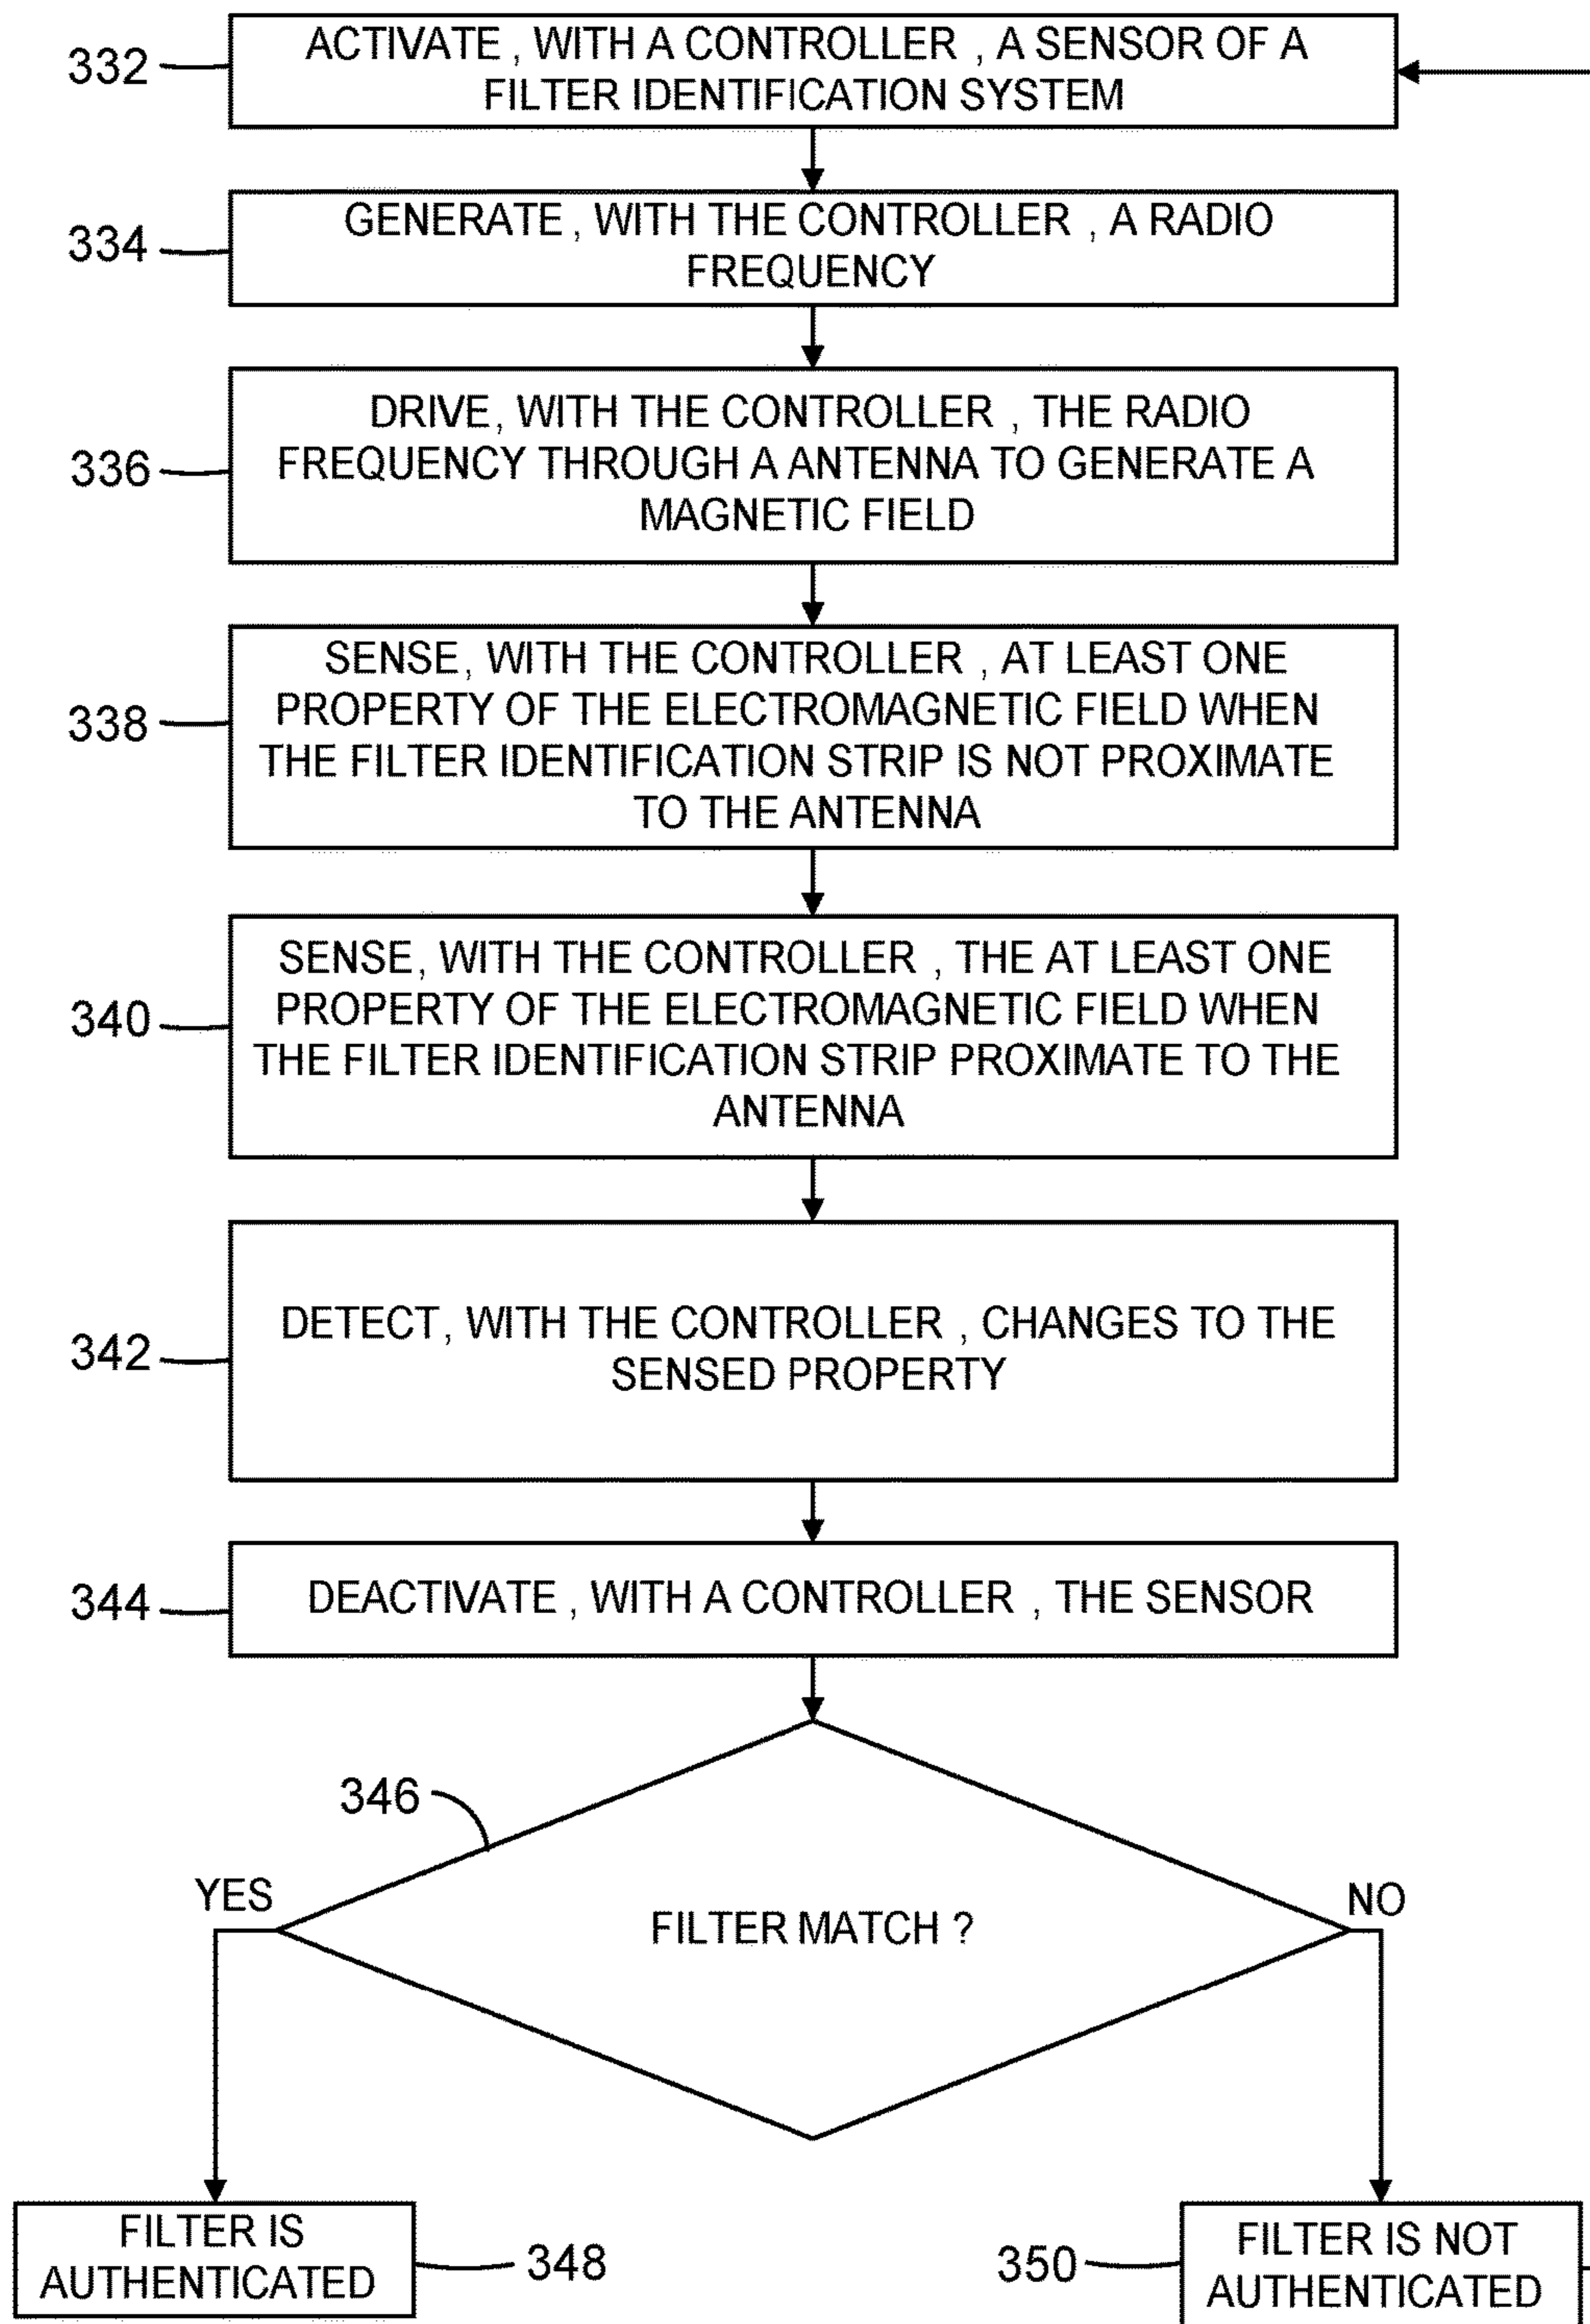 332
ACTIVATE , WITH A CONTROLLER , A SENSOR OF A
FILTER IDENTIFICATION SYSTEM
334
GENERATE , WITH THE CONTROLLER , A RADIO
FREQUENCY
336
DRIVE, WITH THE CONTROLLER , THE RADIO
FREQUENCY THROUGH A ANTENNA TO GENERATE A
MAGNETIC FIELD
338
SENSE, WITH THE CONTROLLER , AT LEAST ONE
PROPERTY OF THE ELECTROMAGNETIC FIELD WHEN
THE FILTER IDENTIFICATION STRIP IS NOT PROXIMATE
TO THE ANTENNA
340
SENSE, WITH THE CONTROLLER , THE AT LEAST ONE
PROPERTY OF THE ELECTROMAGNETIC FIELD WHEN
THE FILTER IDENTIFICATION STRIP PROXIMATE TO THE
ANTENNA
342
DETECT, WITH THE CONTROLLER , CHANGES TO THE
SENSED PROPERTY
344
DEACTIVATE , WITH A CONTROLLER , THE SENSOR
346
YES
FILTER MATCH ?
NO
FILTER IS
AUTHENTICATED
348
350
FILTER IS NOT
AUTHENTICATED